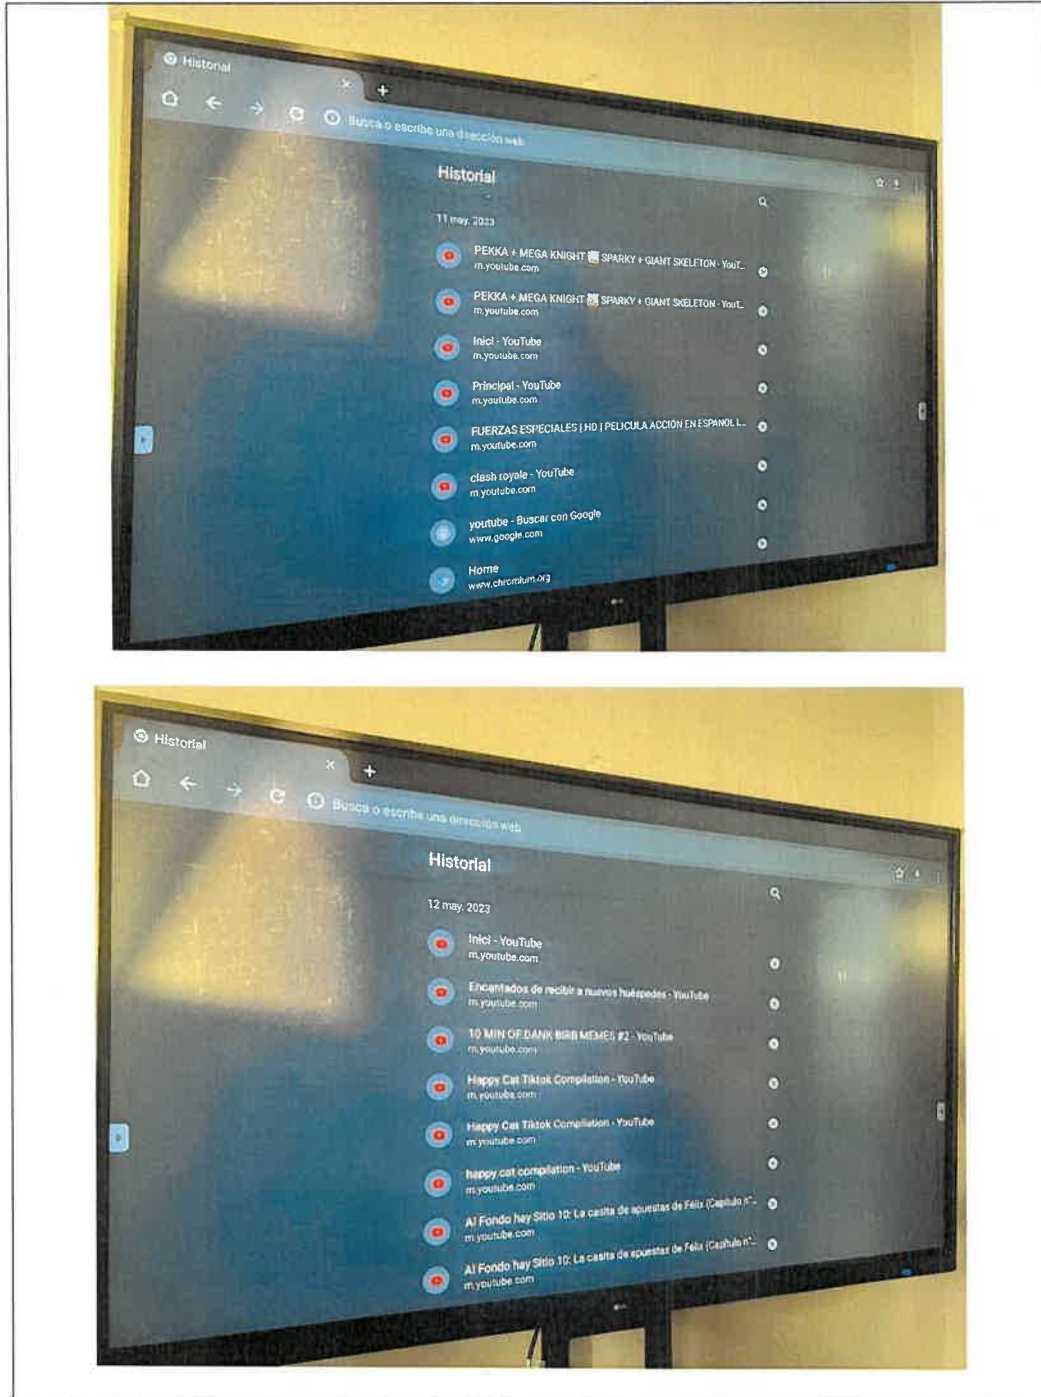 Historial
Busca o escribe una dirección web
Historial
11 may. 2023
PEKKA + MEGA KNIGHT SPARKY + GIANT SKELETON - YouT...
m.youtube.com
PEKKA + MEGA KNIGHT SPARKY + GIANT SKELETON - YouT...
m.youtube.com
Inici - YouTube
m.youtube.com
Principal - YouTube
m.youtube.com
FUERZAS ESPECIALES | HD | PELICULA ACCIÓN EN ESPANOL L...
m.youtube.com
clash royale - YouTube
m.youtube.com
youtube - Buscar con Google
www.google.com
Home
www.chromium.org
Historial
Busca o escribe una dirección web
Historial
12 may. 2023
Inici - YouTube
m.youtube.com
Encantados de recibir a nuevos huéspedes - YouTube
m.youtube.com
10 MIN OF DANK BIRB MEMES #2 - YouTube
m.youtube.com
Happy Cat Tiktok Compilation - YouTube
m.youtube.com
Happy Cat Tiktok Compilation - YouTube
m.youtube.com
happy cat compilation - YouTube
m.youtube.com
Al Fondo hay Sitio 10: La casita de apuestas de Félix (Capítulo n°...
m.youtube.com
Al Fondo hay Sitio 10: La casita de apuestas de Félix (Capítulo n°...
m.youtube.com